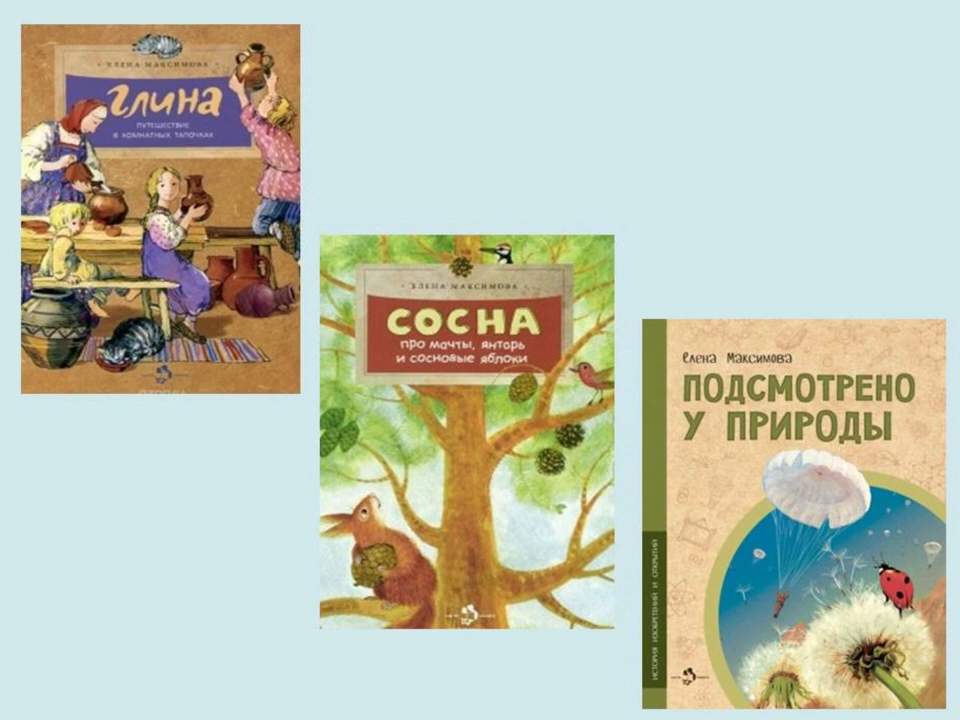 ЕЛЕНА МАКСИМОВА
ГЛИНА
ПУТЕШЕСТВИЕ
В КОМНАТНЫХ ТАПОЧКАХ
ЕЛЕНА МАКСИМОВА
СОСНА
про мачты, янтарь
и сосновые яблоки
Елена Максимова
ПОДСМОТРЕНО
У ПРИРОДЫ
ИСТОРИЯ ИЗОБРЕТЕНИЙ И ОТКРЫТИЙ